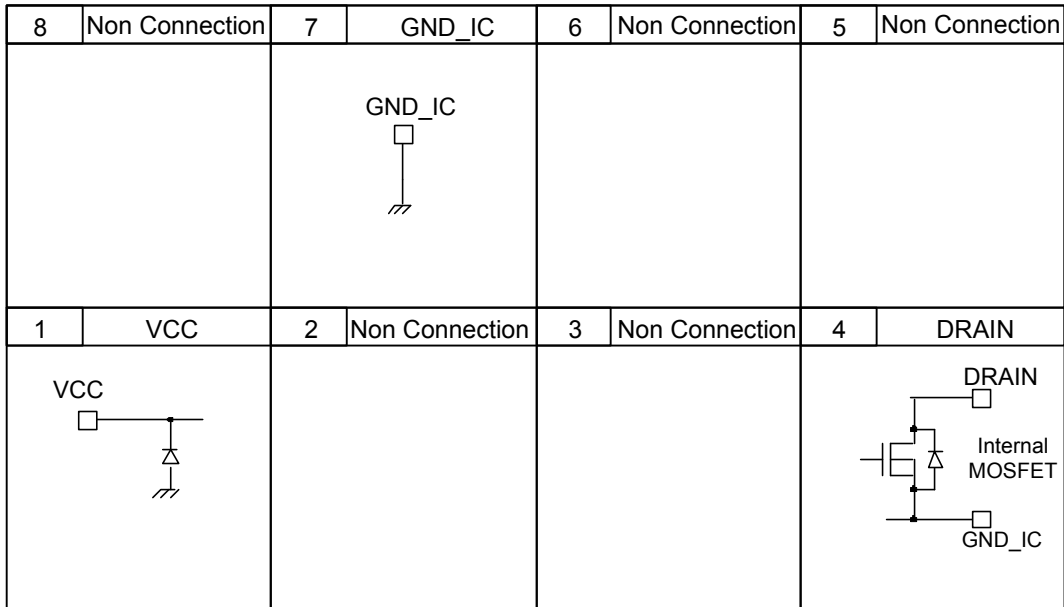 8 Non Connection 7 GND_IC 6 Non Connection 5 Non Connection
GND_IC
1 VCC 2 Non Connection 3 Non Connection 4 DRAIN
VCC
DRAIN
Internal
MOSFET
GND_IC